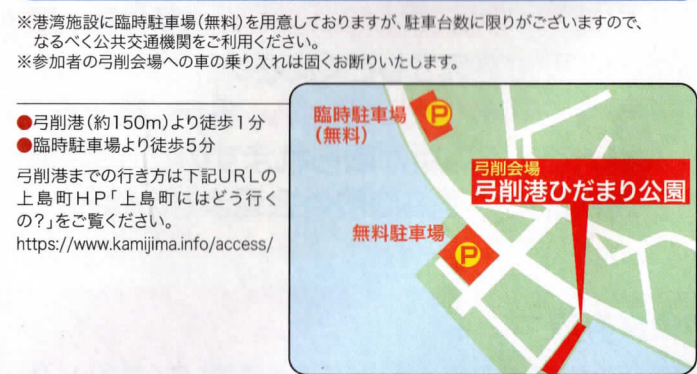 ※港湾施設に臨時駐車場(無料)を用意しておりますが、駐車台数に限りがございますので、
なるべく公共交通機関をご利用ください。
※参加者の弓削会場への車の乗り入れは固くお断りいたします。
●弓削港(約150m)より徒歩1分
●臨時駐車場より徒歩5分
弓削港までの行き方は下記URLの
上島町HP「上島町にはどう行く
の?」をご覧ください。
https://www.kamijima.info/access/
臨時駐車場
(無料)
P
弓削会場
弓削港ひだまり公園
無料駐車場
P